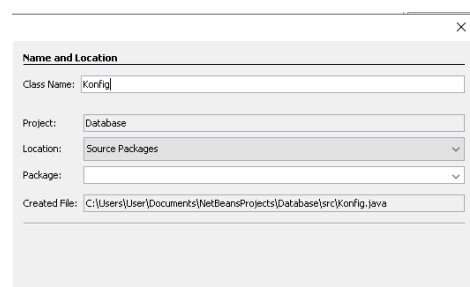 Name and Location
Class Name: Konfig
Project: Database
Location: Source Packages
Package:
Created File: C:\Users\User\Documents\NetBeansProjects\Database\src\Konfig.java